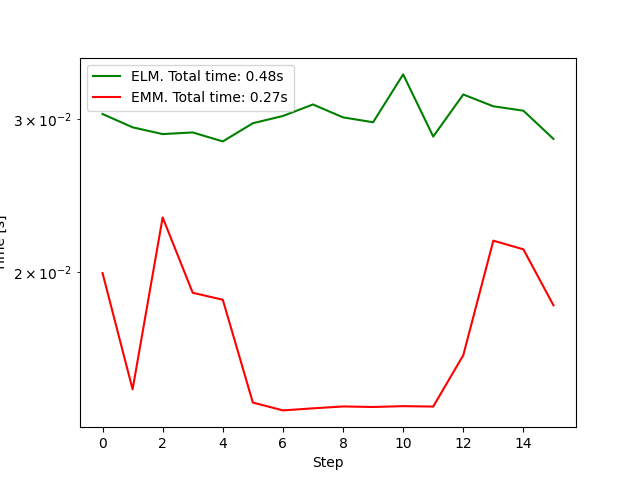 ELM. Total time: 0.48s
EMM. Total time: 0.27s
3 × 10⁻²
2 × 10⁻²
Time [s]
0 2 4 6 8 10 12 14
Step